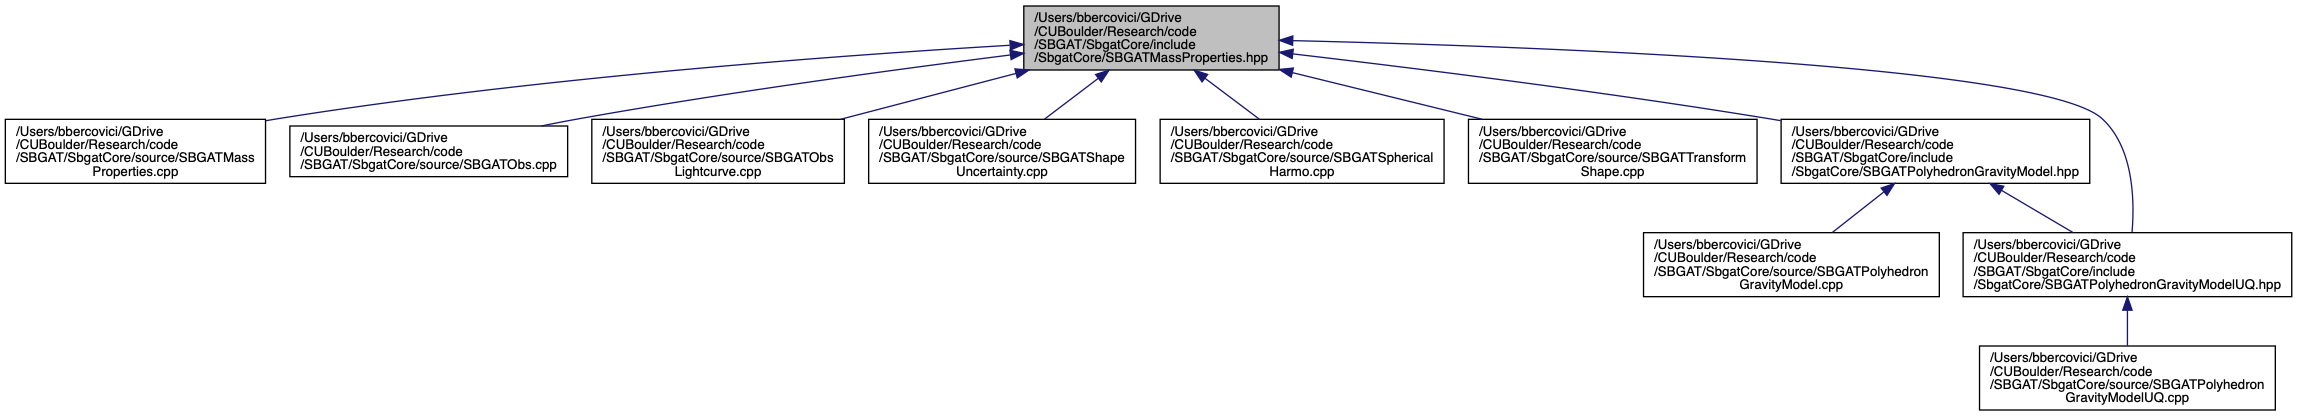 /Users/bbercovici/GDrive
/CUBoulder/Research/code
/SBGAT/SbgatCore/include
/SbgatCore/SBGATMassProperties.hpp
/Users/bbercovici/GDrive
/CUBoulder/Research/code
/SBGAT/SbgatCore/source/SBGATMass
Properties.cpp
/Users/bbercovici/GDrive
/CUBoulder/Research/code
/SBGAT/SbgatCore/source/SBGATObs.cpp
/Users/bbercovici/GDrive
/CUBoulder/Research/code
/SBGAT/SbgatCore/source/SBGATObs
Lightcurve.cpp
/Users/bbercovici/GDrive
/CUBoulder/Research/code
/SBGAT/SbgatCore/source/SBGATShape
Uncertainty.cpp
/Users/bbercovici/GDrive
/CUBoulder/Research/code
/SBGAT/SbgatCore/source/SBGATSpherical
Harmo.cpp
/Users/bbercovici/GDrive
/CUBoulder/Research/code
/SBGAT/SbgatCore/source/SBGATTransform
Shape.cpp
/Users/bbercovici/GDrive
/CUBoulder/Research/code
/SBGAT/SbgatCore/include
/SbgatCore/SBGATPolyhedronGravityModel.hpp
/Users/bbercovici/GDrive
/CUBoulder/Research/code
/SBGAT/SbgatCore/source/SBGATPolyhedron
GravityModel.cpp
/Users/bbercovici/GDrive
/CUBoulder/Research/code
/SBGAT/SbgatCore/include
/SbgatCore/SBGATPolyhedronGravityModelUQ.hpp
/Users/bbercovici/GDrive
/CUBoulder/Research/code
/SBGAT/SbgatCore/source/SBGATPolyhedron
GravityModelUQ.cpp